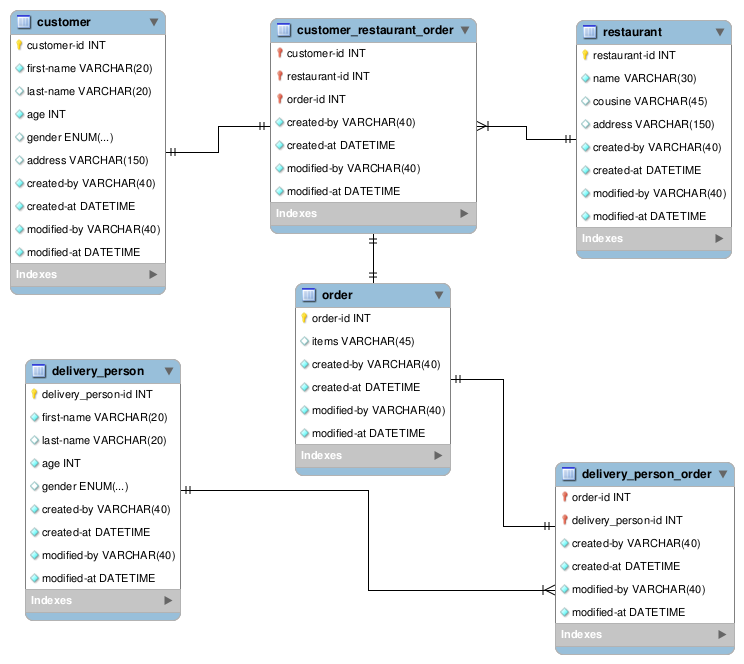 customer
customer-id INT
first-name VARCHAR(20)
last-name VARCHAR(20)
age INT
gender ENUM(...)
address VARCHAR(150)
created-by VARCHAR(40)
created-at DATETIME
modified-by VARCHAR(40)
modified-at DATETIME
Indexes
customer_restaurant_order
customer-id INT
restaurant-id INT
order-id INT
created-by VARCHAR(40)
created-at DATETIME
modified-by VARCHAR(40)
modified-at DATETIME
Indexes
restaurant
restaurant-id INT
name VARCHAR(30)
cousine VARCHAR(45)
address VARCHAR(150)
created-by VARCHAR(40)
created-at DATETIME
modified-by VARCHAR(40)
modified-at DATETIME
Indexes
order
order-id INT
items VARCHAR(45)
created-by VARCHAR(40)
created-at DATETIME
modified-by VARCHAR(40)
modified-at DATETIME
Indexes
delivery_person
delivery_person-id INT
first-name VARCHAR(20)
last-name VARCHAR(20)
age INT
gender ENUM(...)
created-by VARCHAR(40)
created-at DATETIME
modified-by VARCHAR(40)
modified-at DATETIME
Indexes
delivery_person_order
order-id INT
delivery_person-id INT
created-by VARCHAR(40)
created-at DATETIME
modified-by VARCHAR(40)
modified-at DATETIME
Indexes